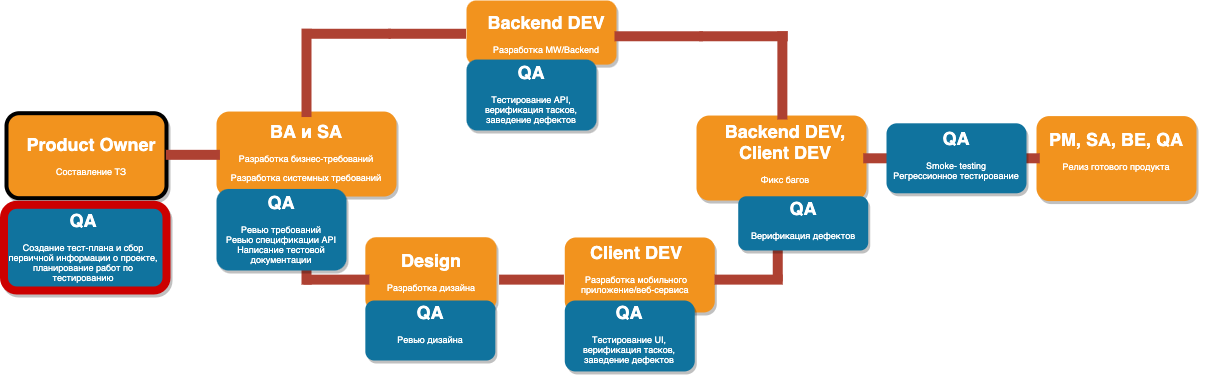 Product Owner
Составление ТЗ
QA
Создание тест-плана и сбор
первичной информации о проекте,
планирование работ по
тестированию
BA и SA
Разработка бизнес-требований
Разработка системных требований
QA
Ревью требований
Ревью спецификации API
Написание тестовой
документации
Backend DEV
Разработка MW/Backend
QA
Тестирование API,
верификация тасков,
заведение дефектов
Design
Разработка дизайна
QA
Ревью дизайна
Client DEV
Разработка мобильного
приложение/веб-сервиса
QA
Тестирование UI,
верификация тасков,
заведение дефектов
Backend DEV,
Client DEV
Фикс багов
QA
Верификация дефектов
QA
Smoke- testing
Регрессионное тестирование
PM, SA, BE, QA
Релиз готового продукта